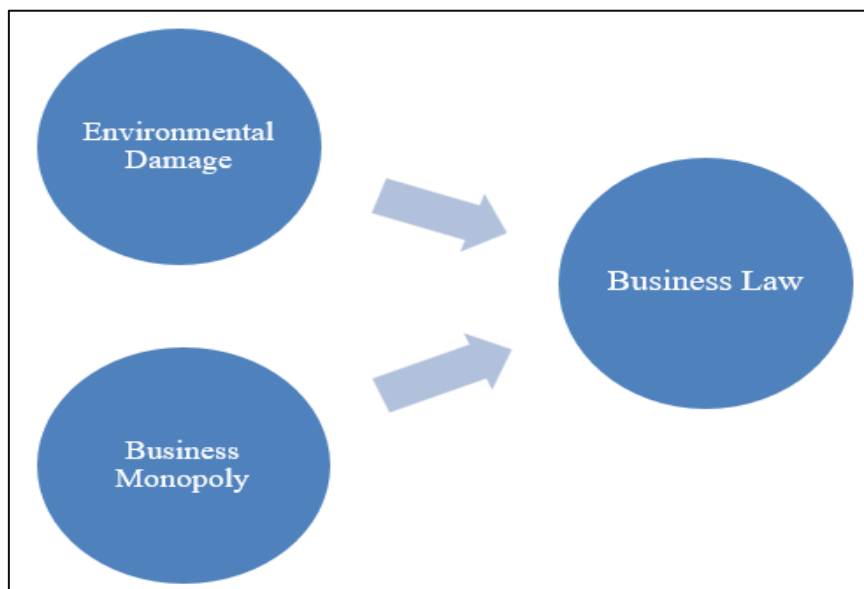 Environmental
Damage
Business Law
Business
Monopoly